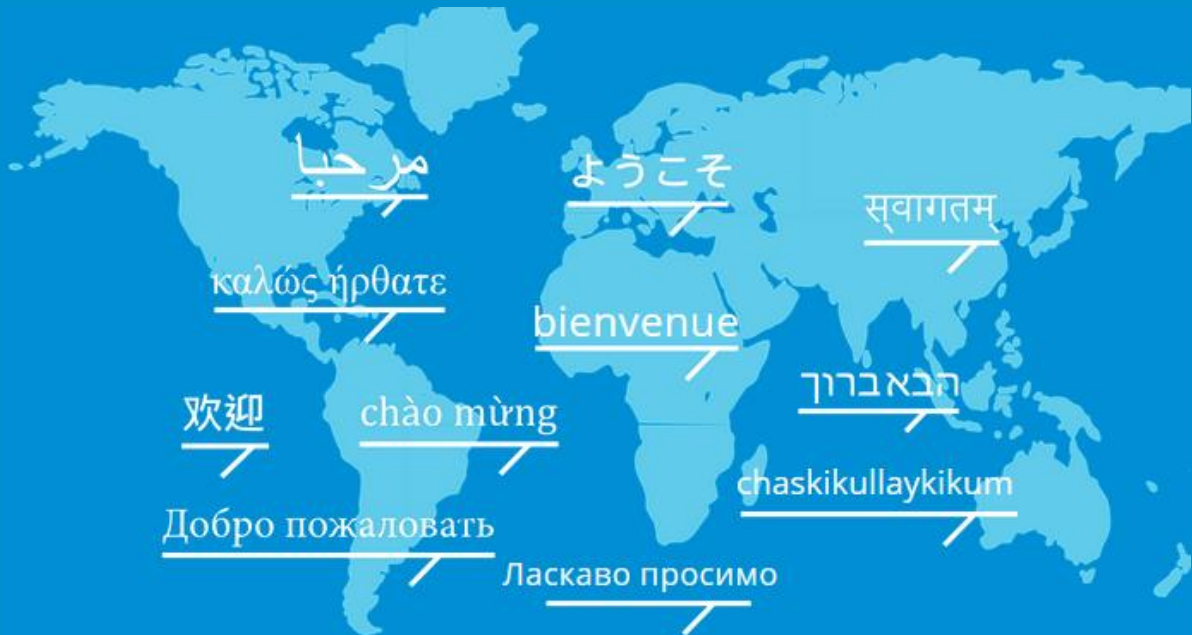 مرحبا
ようこそ
स्वागतम्
καλώς ήρθατε
bienvenue
הבאברוך
欢迎
chào mừng
chaskikullaykikum
Добро пожаловать
Ласкаво просимо